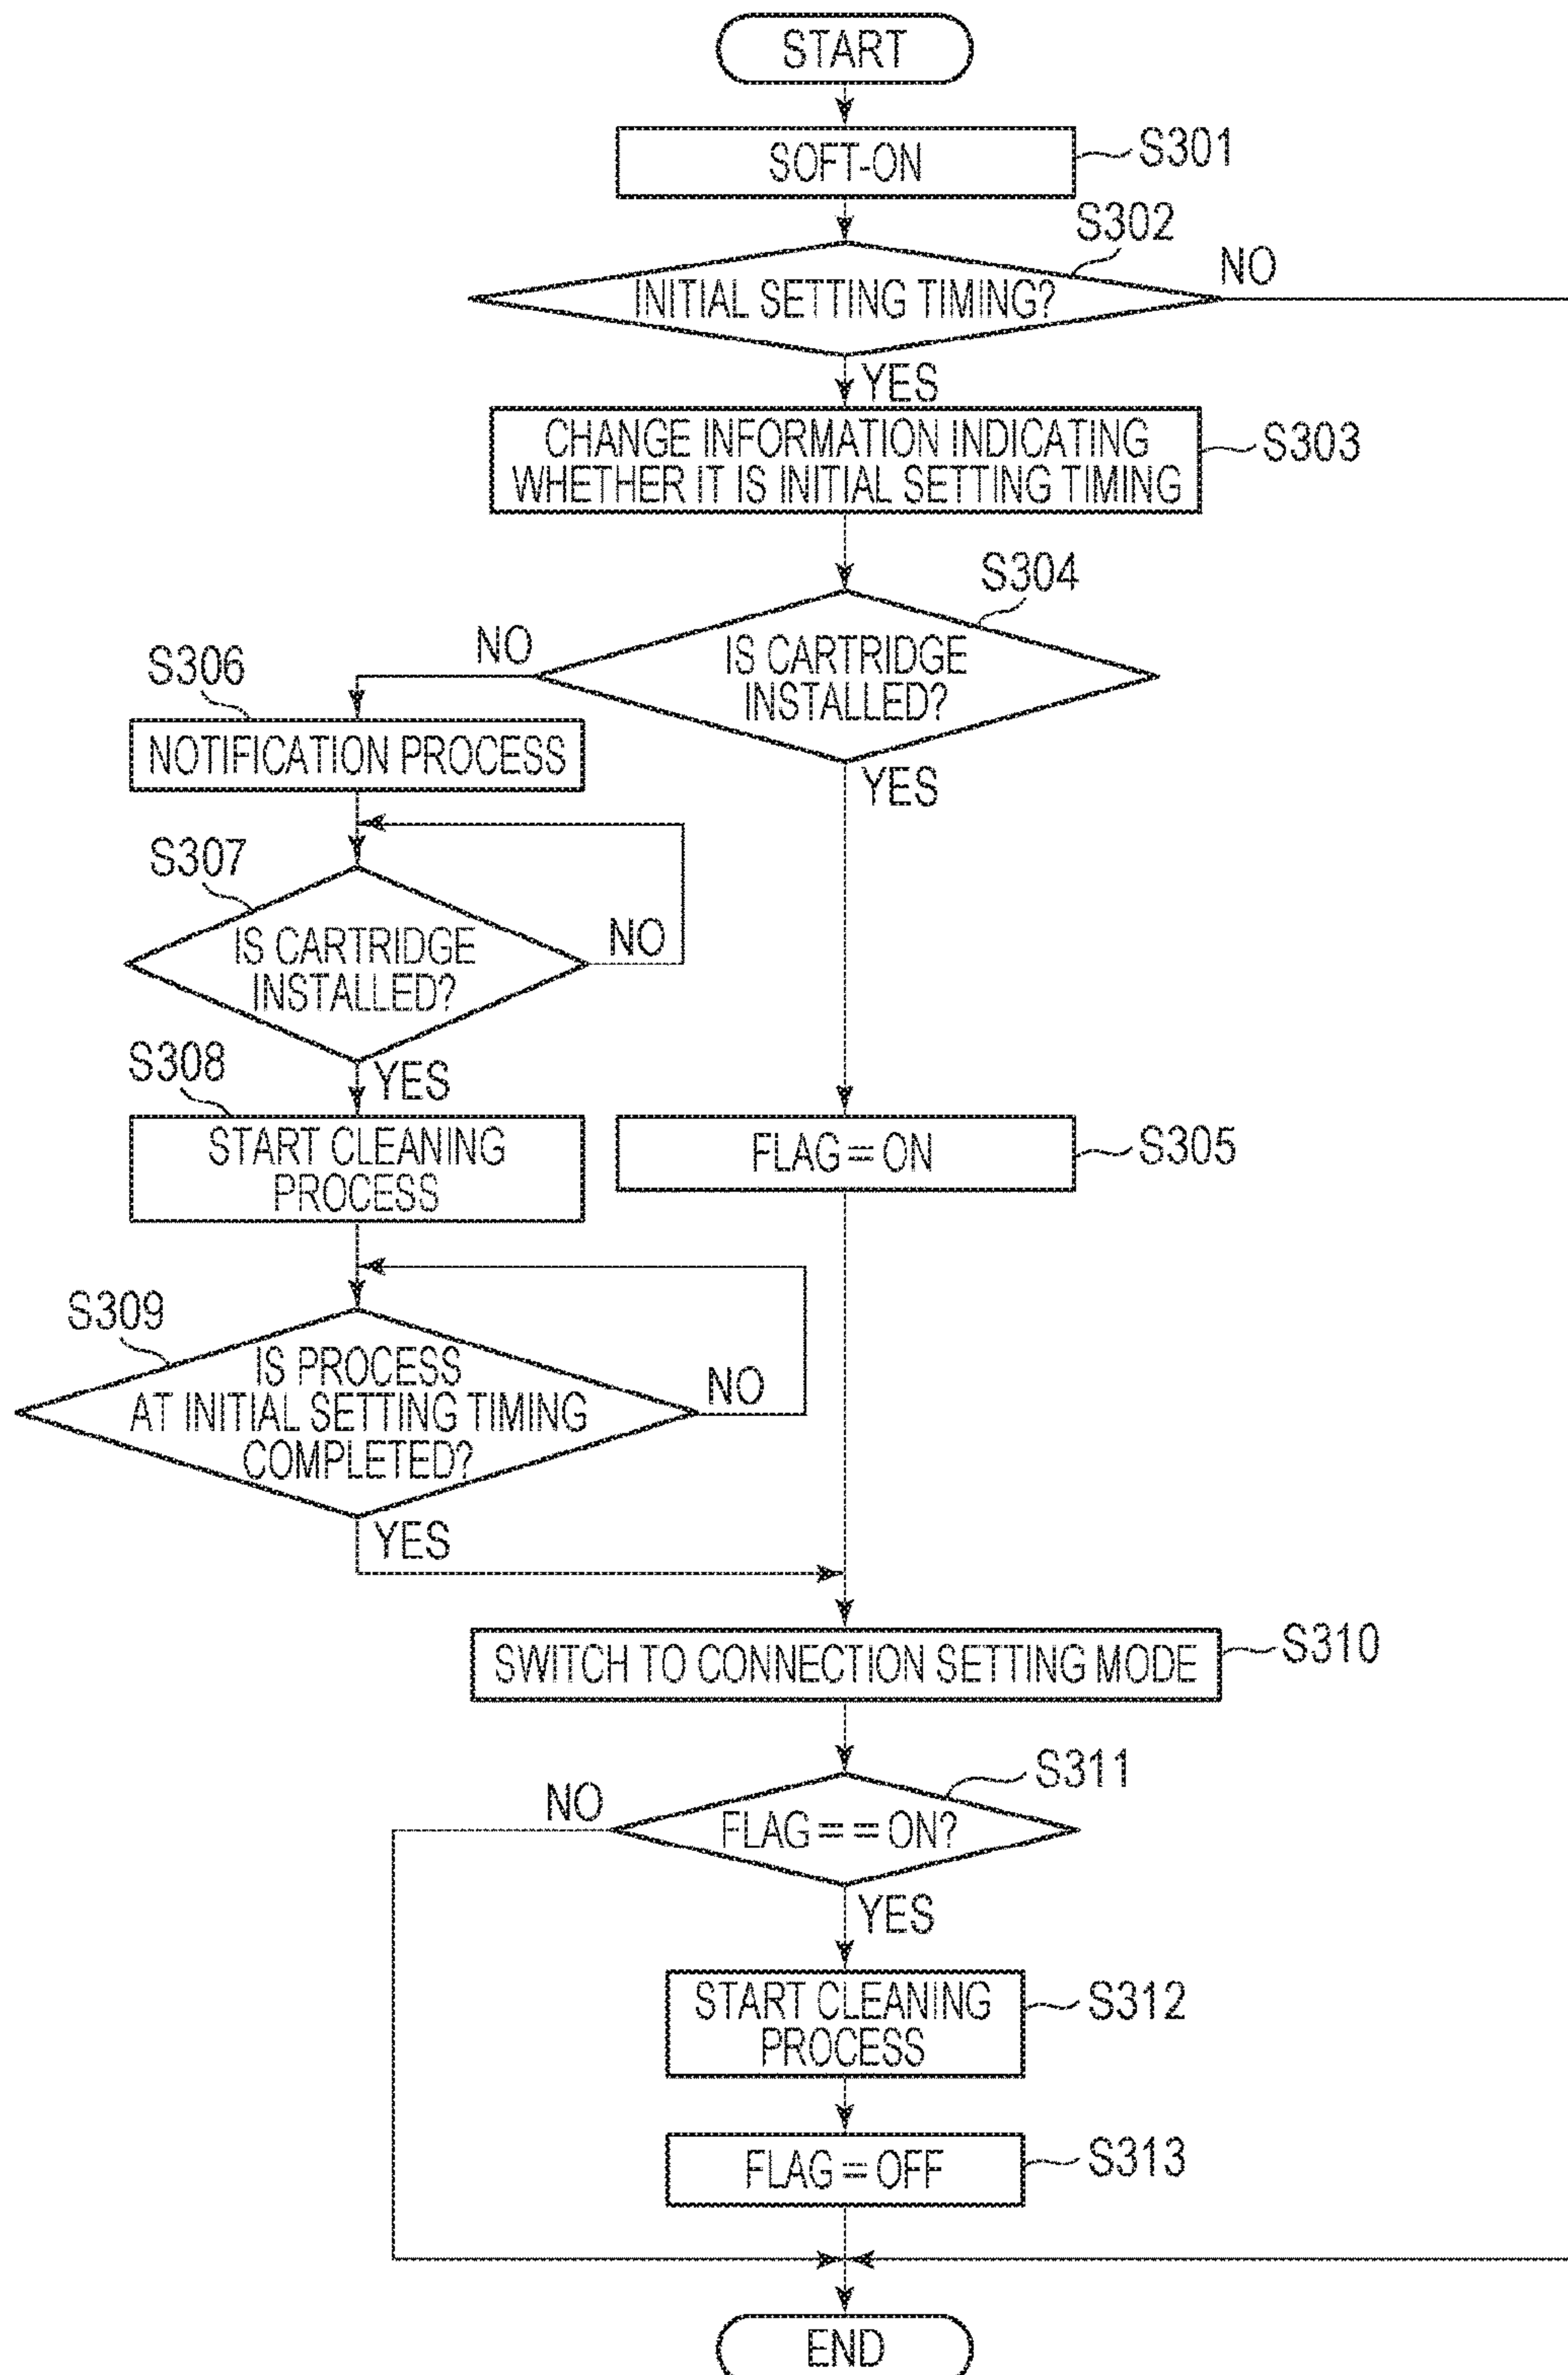 START
SOFT-ON
S301
S302
INITIAL SETTING TIMING?
NO
YES
CHANGE INFORMATION INDICATING
WHETHER IT IS INITIAL SETTING TIMING
S303
S304
IS CARTRIDGE
INSTALLED?
NO
YES
S306
NOTIFICATION PROCESS
S307
IS CARTRIDGE
INSTALLED?
NO
YES
S308
START CLEANING
PROCESS
FLAG = ON
S305
S309
IS PROCESS
AT INITIAL SETTING TIMING
COMPLETED?
NO
YES
SWITCH TO CONNECTION SETTING MODE
S310
S311
FLAG = = ON?
NO
YES
START CLEANING
PROCESS
S312
FLAG = OFF
S313
END